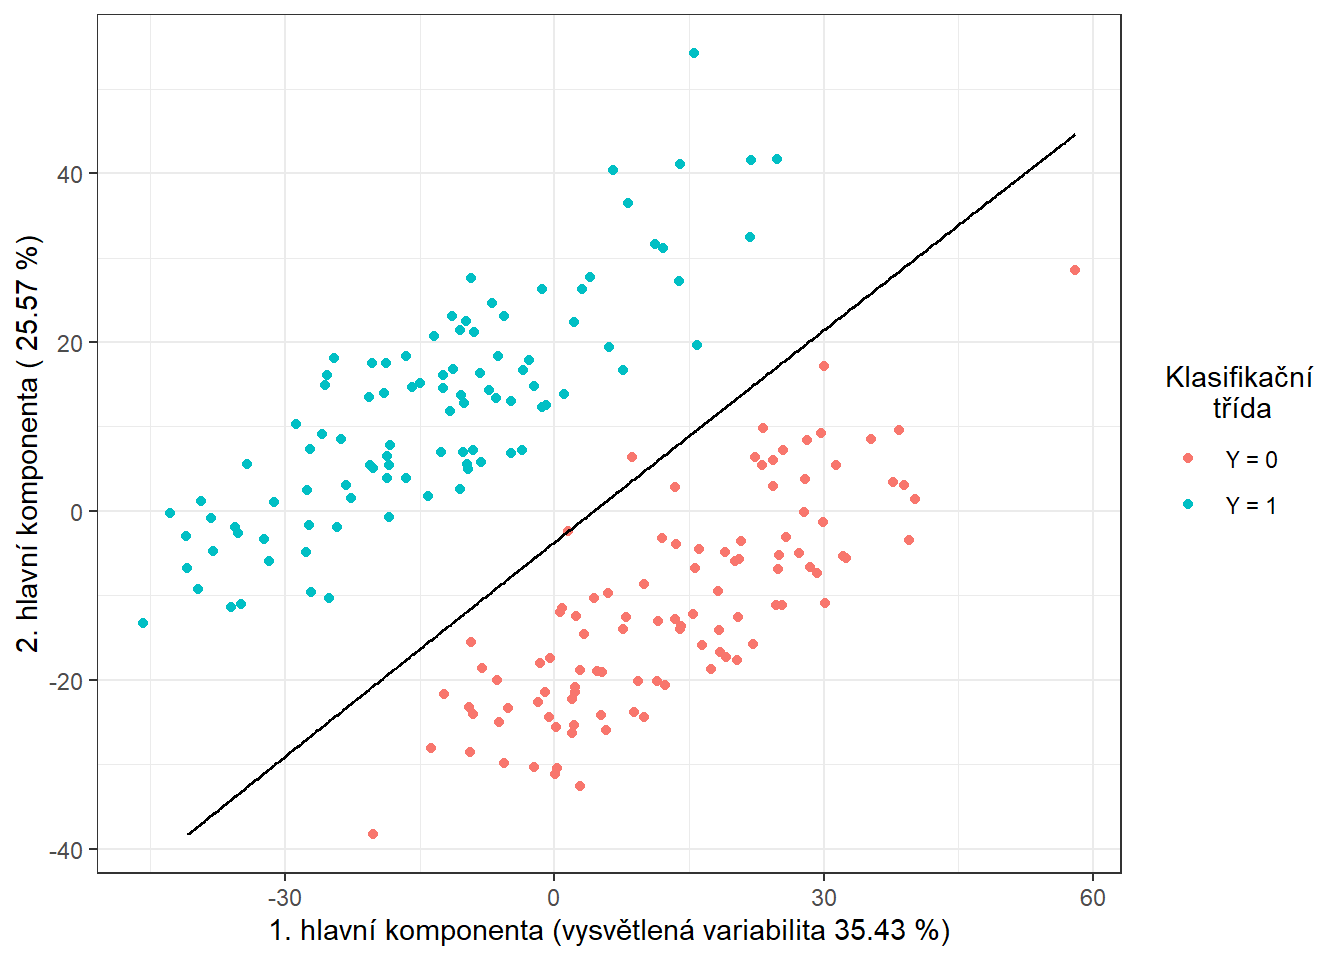 40
20
0
-20
-40
-30
0
30
60
2. hlavní komponenta ( 25.57 %)
1. hlavní komponenta (vysvětlená variabilita 35.43 %)
Klasifikační
třída
Y = 0
Y = 1